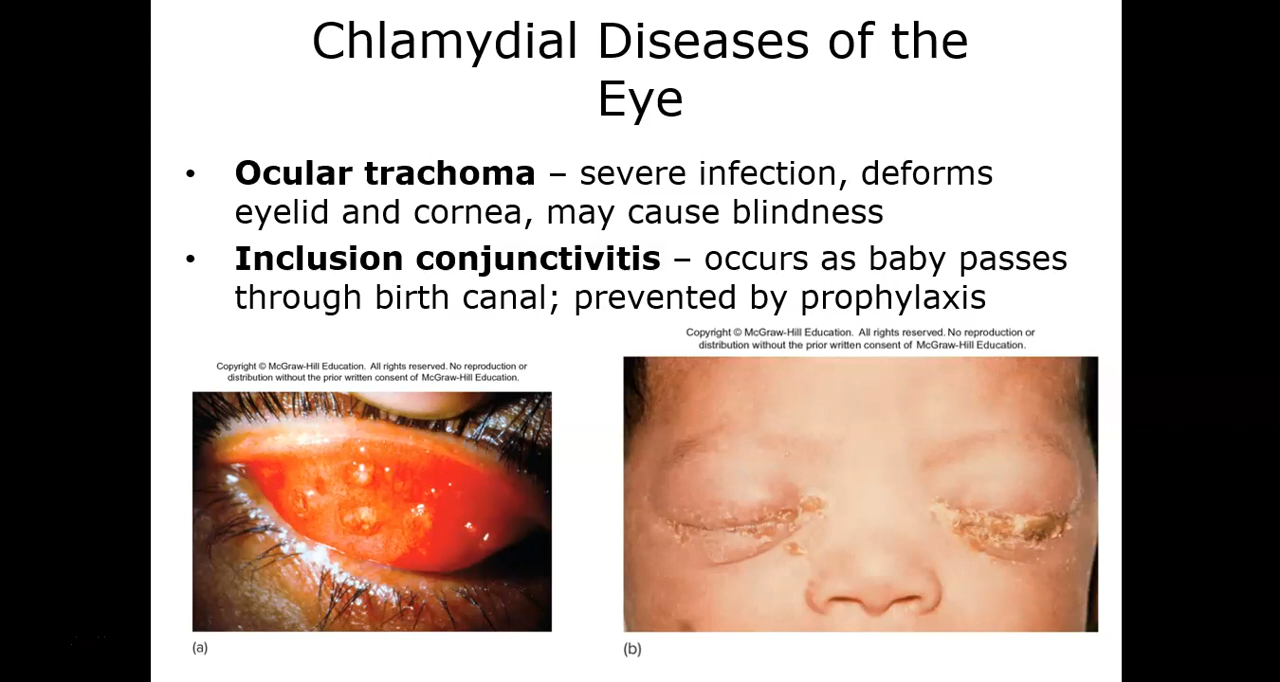 Chlamydial Diseases of the
Eye
• Ocular trachoma – severe infection, deforms
eyelid and cornea, may cause blindness
• Inclusion conjunctivitis – occurs as baby passes
through birth canal; prevented by prophylaxis
Copyright © McGraw-Hill Education. All rights reserved. No reproduction or
distribution without the prior written consent of McGraw-Hill Education.
Copyright © McGraw-Hill Education. All rights reserved. No reproduction or
distribution without the prior written consent of McGraw-Hill Education.
(a)
(b)